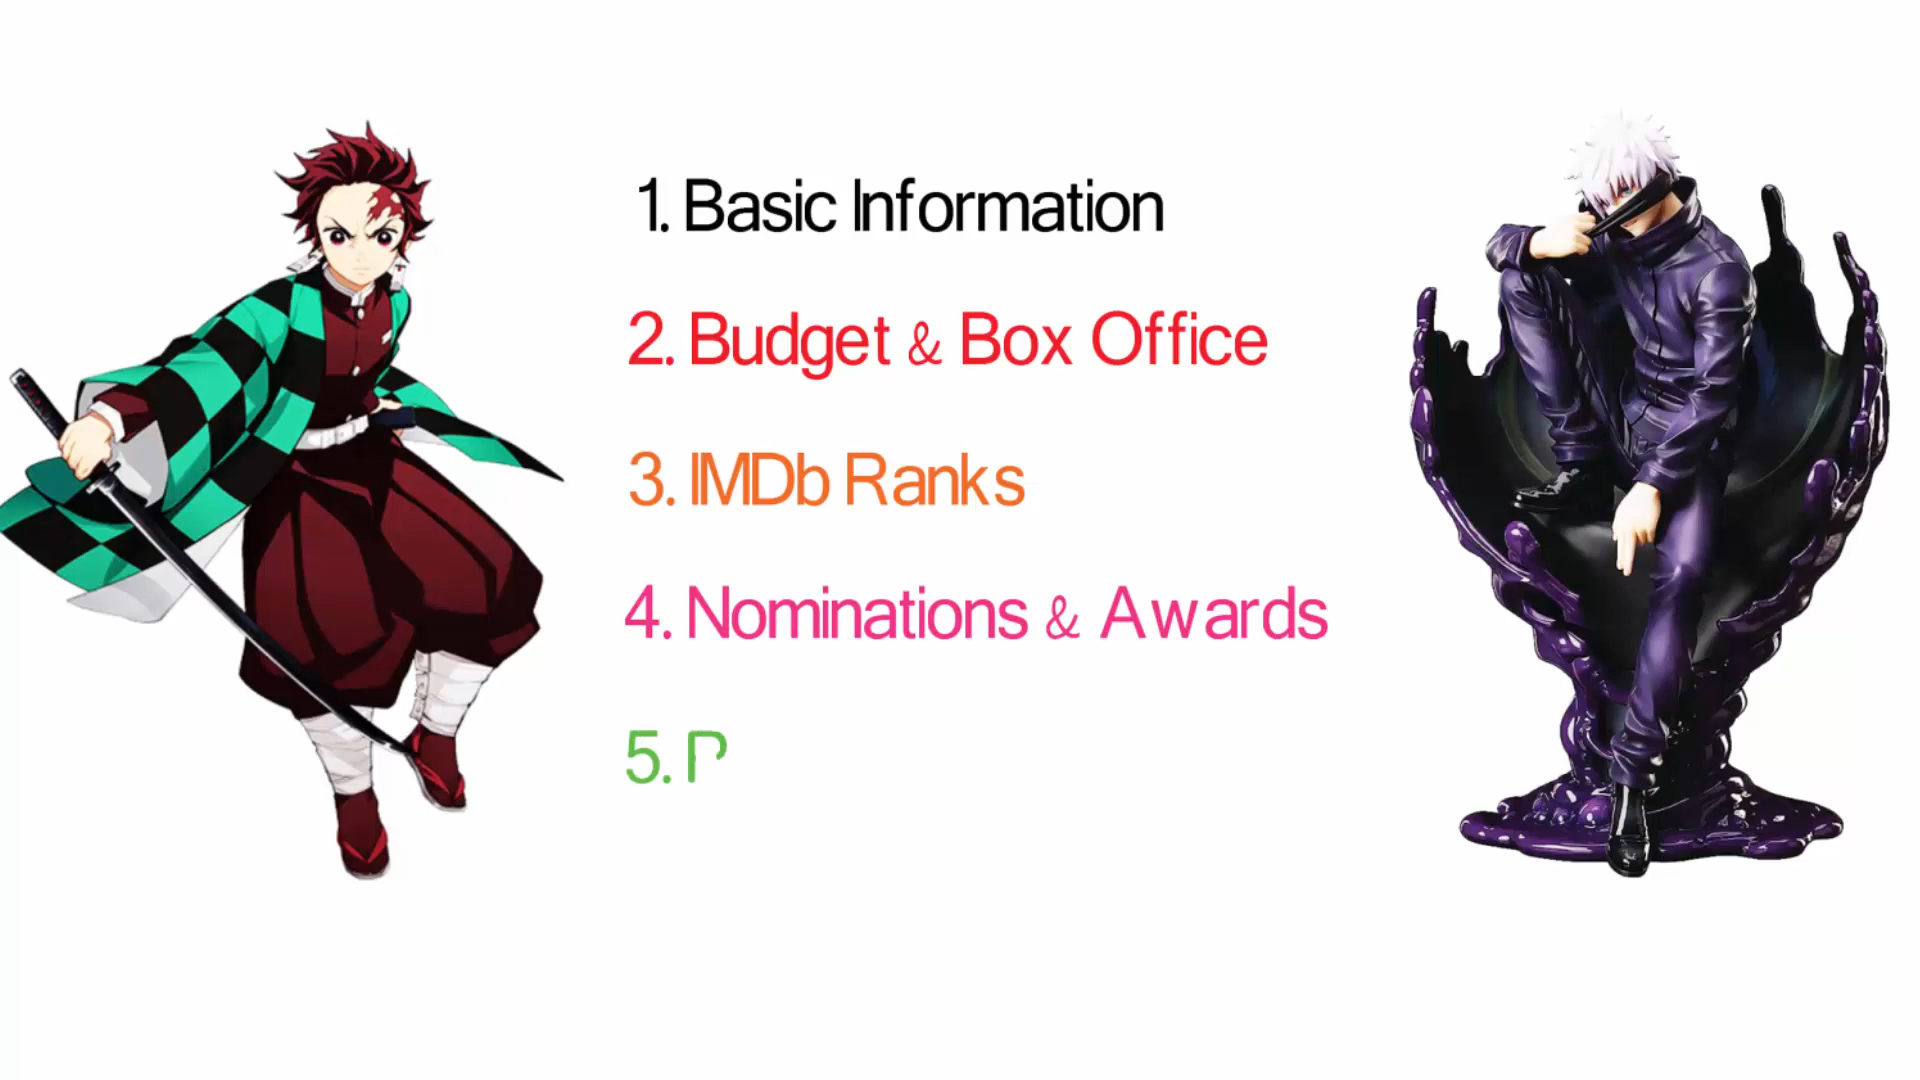 1. Basic Information
2. Budget & Box Office
3. IMDb Ranks
4. Nominations & Awards
5.